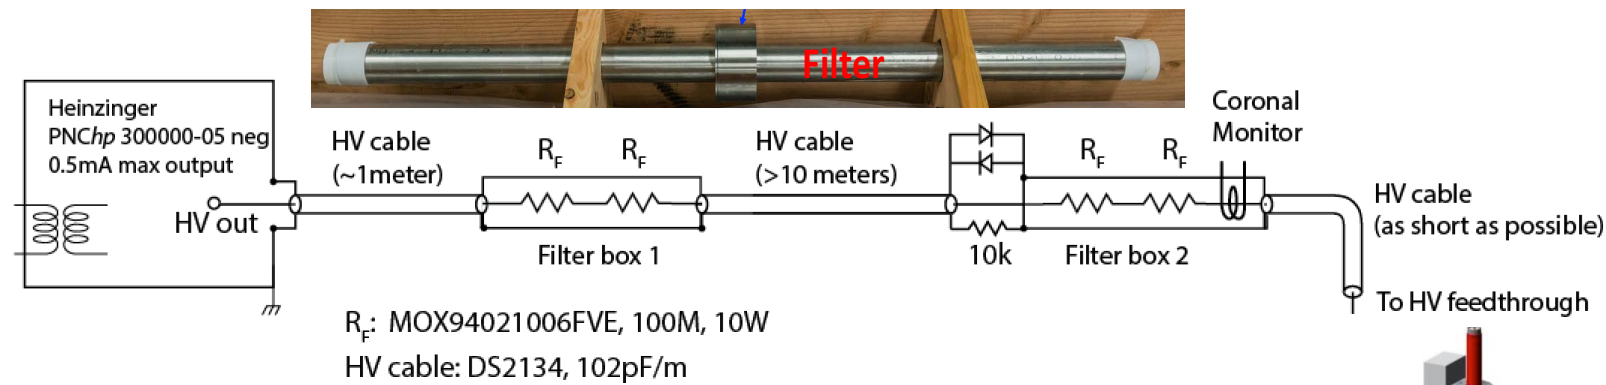 Filter
Heinzinger
PNChp 300000-05 neg
0.5mA max output
HV out
HV cable
(~1meter)
R_F R_F
Filter box 1
HV cable
(>10 meters)
10k
R_F R_F
Filter box 2
Coronal
Monitor
HV cable
(as short as possible)
To HV feedthrough
R_F: MOX94021006FVE, 100M, 10W
HV cable: DS2134, 102pF/m